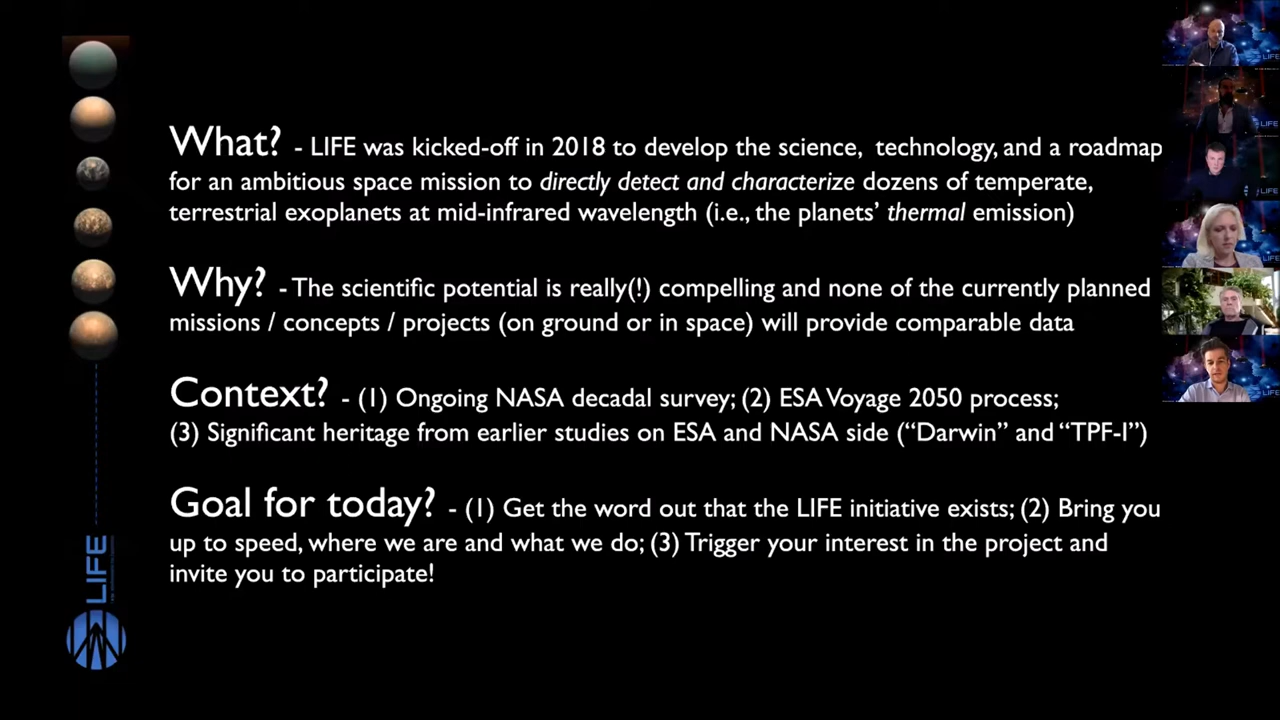 What? - LIFE was kicked-off in 2018 to develop the science, technology, and a roadmap
for an ambitious space mission to directly detect and characterize dozens of temperate,
terrestrial exoplanets at mid-infrared wavelength (i.e., the planets’ thermal emission)
Why? - The scientific potential is really(!) compelling and none of the currently planned
missions / concepts / projects (on ground or in space) will provide comparable data
Context? - (1) Ongoing NASA decadal survey; (2) ESA Voyage 2050 process;
(3) Significant heritage from earlier studies on ESA and NASA side (“Darwin” and “TPF-I”)
Goal for today? - (1) Get the word out that the LIFE initiative exists; (2) Bring you
up to speed, where we are and what we do; (3) Trigger your interest in the project and
invite you to participate!
LIFE
LIFE
LIFE
LIFE
LIFE